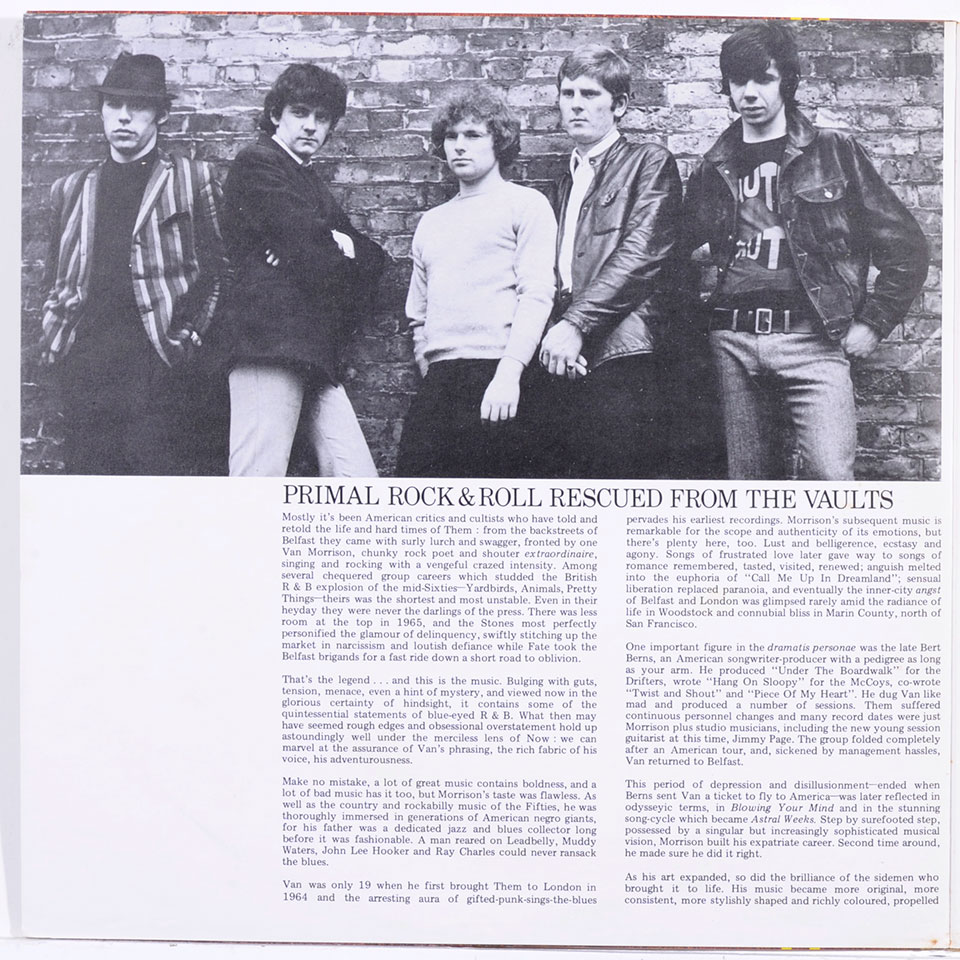 OUT
OUT
PRIMAL ROCK & ROLL RESCUED FROM THE VAULTS
Mostly it's been American critics and cultists who have told and
retold the life and hard times of Them : from the backstreets of
Belfast they came with surly lurch and swagger, fronted by one
Van Morrison, chunky rock poet and shouter extraordinaire,
singing and rocking with a vengeful crazed intensity. Among
several chequered group careers which studded the British
R & B explosion of the mid-Sixties—Yardbirds, Animals, Pretty
Things—theirs was the shortest and most unstable. Even in their
heyday they were never the darlings of the press. There was less
room at the top in 1965, and the Stones most perfectly
personified the glamour of delinquency, swiftly stitching up the
market in narcissism and loutish defiance while Fate took the
Belfast brigands for a fast ride down a short road to oblivion.
That's the legend . . . and this is the music. Bulging with guts,
tension, menace, even a hint of mystery, and viewed now in the
glorious certainty of hindsight, it contains some of the
quintessential statements of blue-eyed R & B. What then may
have seemed rough edges and obsessional overstatement hold up
astoundingly well under the merciless lens of Now : we can
marvel at the assurance of Van's phrasing, the rich fabric of his
voice, his adventurousness.
Make no mistake, a lot of great music contains boldness, and a
lot of bad music has it too, but Morrison's taste was flawless. As
well as the country and rockabilly music of the Fifties, he was
thoroughly immersed in generations of American negro giants,
for his father was a dedicated jazz and blues collector long
before it was fashionable. A man reared on Leadbelly, Muddy
Waters, John Lee Hooker and Ray Charles could never ransack
the blues.
Van was only 19 when he first brought Them to London in
1964 and the arresting aura of gifted-punk-sings-the-blues
pervades his earliest recordings. Morrison's subsequent music is
remarkable for the scope and authenticity of its emotions, but
there's plenty here, too. Lust and belligerence, ecstasy and
agony. Songs of frustrated love later gave way to songs of
romance remembered, tasted, visited, renewed; anguish melted
into the euphoria of "Call Me Up In Dreamland"; sensual
liberation replaced paranoia, and eventually the inner-city angst
of Belfast and London was glimpsed rarely amid the radiance of
life in Woodstock and connubial bliss in Marin County, north of
San Francisco.
One important figure in the dramatis personae was the late Bert
Berns, an American songwriter-producer with a pedigree as long
as your arm. He produced "Under The Boardwalk" for the
Drifters, wrote "Hang On Sloopy" for the McCoys, co-wrote
"Twist and Shout" and "Piece Of My Heart". He dug Van like
mad and produced a number of sessions. Them suffered
continuous personnel changes and many record dates were just
Morrison plus studio musicians, including the new young session
guitarist at this time, Jimmy Page. The group folded completely
after an American tour, and, sickened by management hassles,
Van returned to Belfast.
This period of depression and disillusionment—ended when
Berns sent Van a ticket to fly to America—was later reflected in
odysseyic terms, in Blowing Your Mind and in the stunning
song-cycle which became Astral Weeks. Step by surefooted step,
possessed by a singular but increasingly sophisticated musical
vision, Morrison built his expatriate career. Second time around,
he made sure he did it right.
As his art expanded, so did the brilliance of the sidemen who
brought it to life. His music became more original, more
consistent, more stylishly shaped and richly coloured, propelled